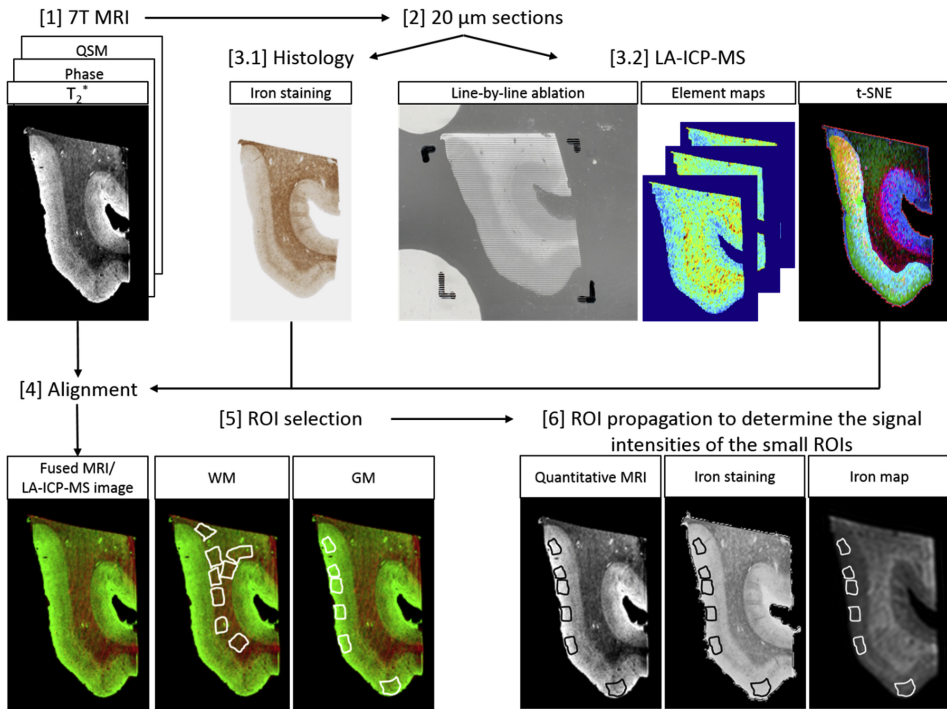 [1] 7T MRI
[2] 20 µm sections
QSM
Phase
T₂*
[3.1] Histology
[3.2] LA-ICP-MS
Iron staining
Line-by-line ablation
Element maps
t-SNE
[4] Alignment
[5] ROI selection
[6] ROI propagation to determine the signal
intensities of the small ROIs
Fused MRI/
LA-ICP-MS image
WM
GM
Quantitative MRI
Iron staining
Iron map